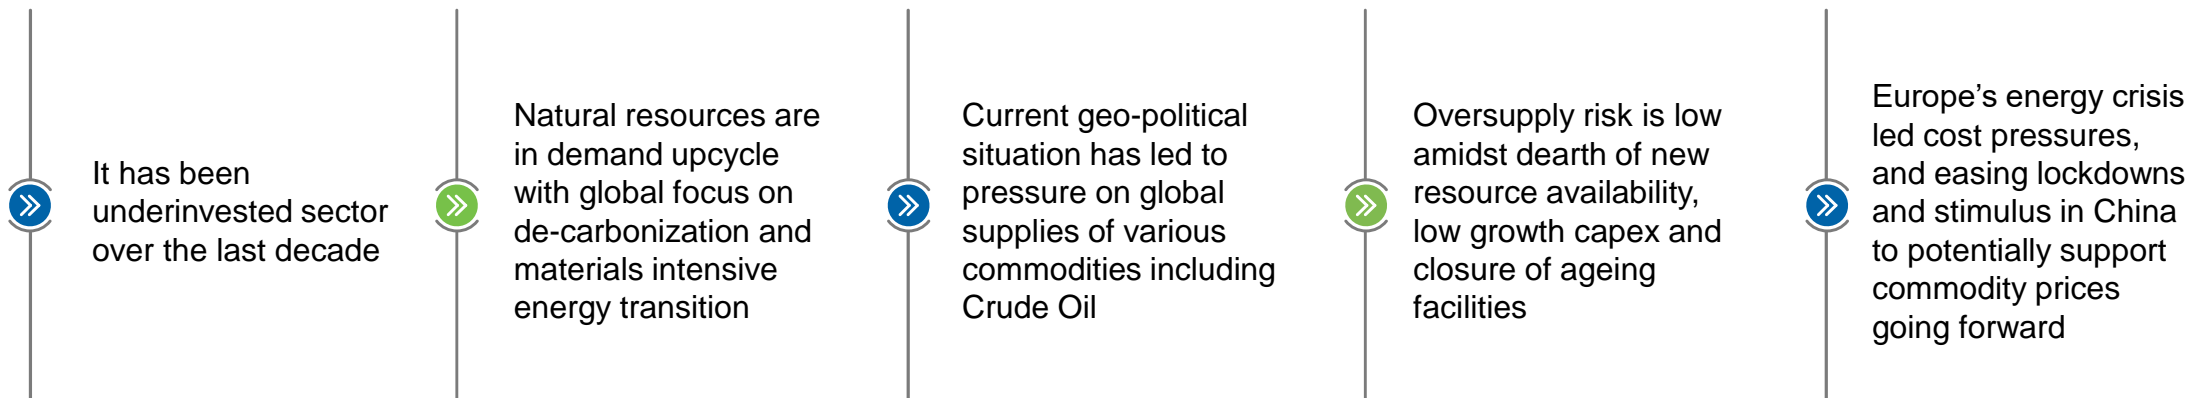 It has been
underinvested sector
over the last decade
Natural resources are
in demand upcycle
with global focus on
de-carbonization and
materials intensive
energy transition
Current geo-political
situation has led to
pressure on global
supplies of various
commodities including
Crude Oil
Oversupply risk is low
amidst dearth of new
resource availability,
low growth capex and
closure of ageing
facilities
Europe’s energy crisis
led cost pressures,
and easing lockdowns
and stimulus in China
to potentially support
commodity prices
going forward